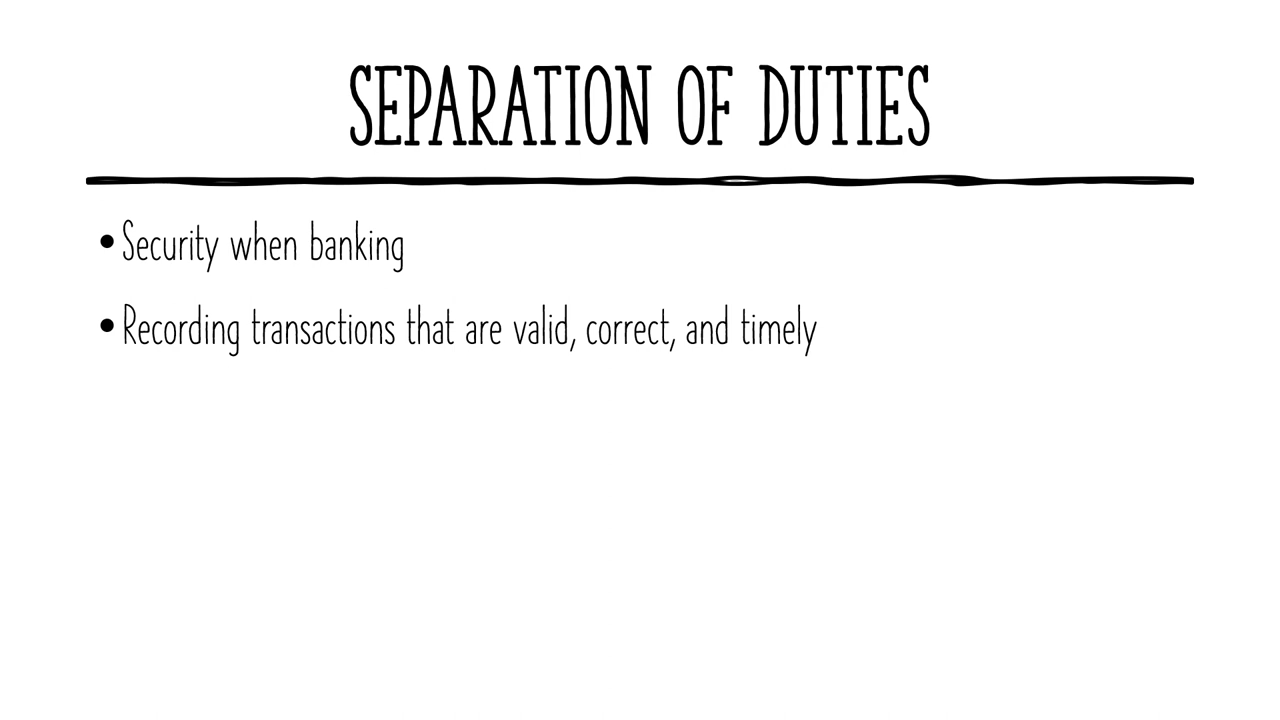 SEPARATION OF DUTIES
• Security when banking
• Recording transactions that are valid, correct, and timely